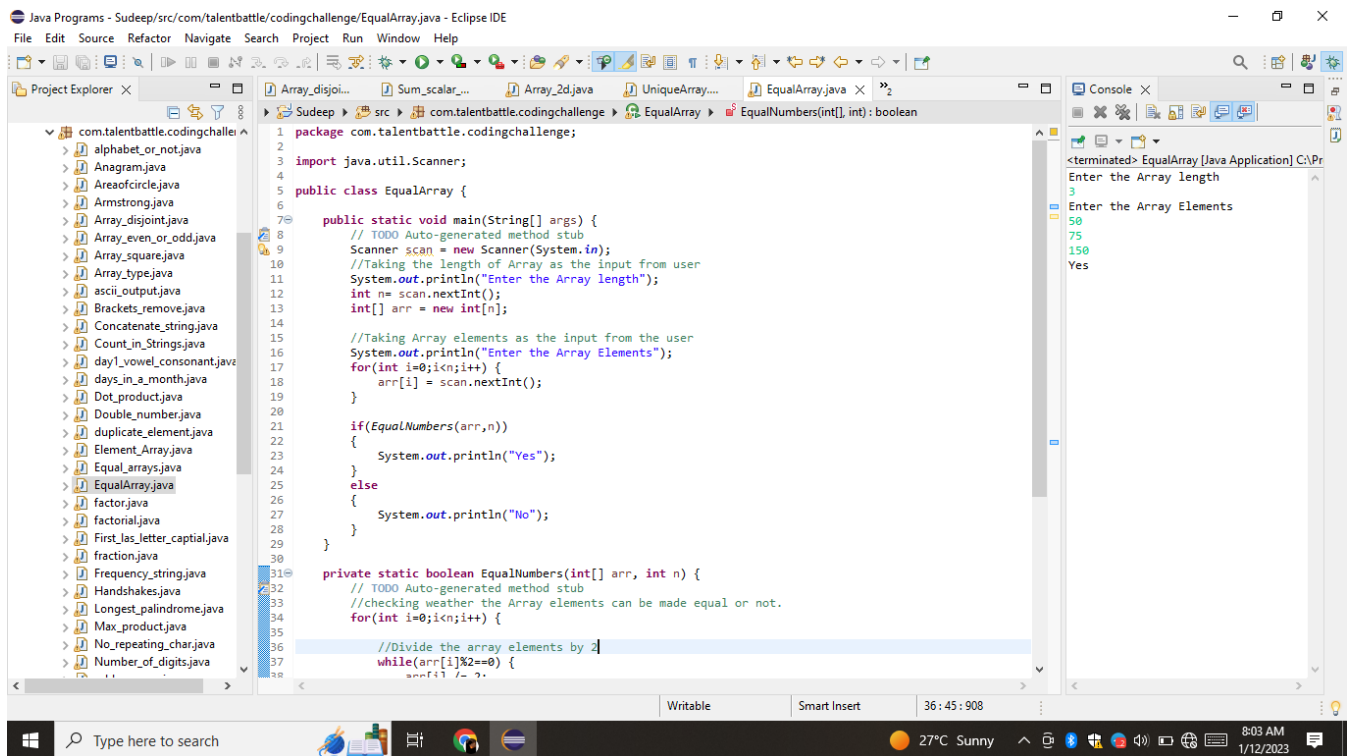 Java Programs - Sudeep/src/com/talentbattle/codingchallenge/EqualArray.java - Eclipse IDE
File Edit Source Refactor Navigate Search Project Run Window Help
Project Explorer
com.talentbattle.codingchaller
alphabet_or_not.java
Anagram.java
Areaofcircle.java
Armstrong.java
Array_disjoint.java
Array_even_or_odd.java
Array_square.java
Array_type.java
ascii_output.java
Brackets_remove.java
Concatenate_string.java
Count_in_Strings.java
day1_vowel_consonant.java
days_in_a_month.java
Dot_product.java
Double_number.java
duplicate_element.java
Element_Array.java
Equal_arrays.java
EqualArray.java
factor.java
factorial.java
First_las_letter_captial.java
fraction.java
Frequency_string.java
Handshakes.java
Longest_palindrome.java
Max_product.java
No_repeating_char.java
Number_of_digits.java
Array_disjoi... Sum_scalar_... Array_2d.java UniqueArray.... EqualArray.java »2
Sudeep src com.talentbattle.codingchallenge EqualArray EqualNumbers(int[], int) : boolean
1 package com.talentbattle.codingchallenge;
2
3 import java.util.Scanner;
4
5 public class EqualArray {
6
7 public static void main(String[] args) {
8 // TODO Auto-generated method stub
9 Scanner scan = new Scanner(System.in);
10 //Taking the length of Array as the input from user
11 System.out.println("Enter the Array length");
12 int n= scan.nextInt();
13 int[] arr = new int[n];
14
15 //Taking Array elements as the input from the user
16 System.out.println("Enter the Array Elements");
17 for(int i=0;i<n;i++) {
18 arr[i] = scan.nextInt();
19 }
20
21 if(EqualNumbers(arr,n))
22 {
23 System.out.println("Yes");
24 }
25 else
26 {
27 System.out.println("No");
28 }
29 }
30
31 private static boolean EqualNumbers(int[] arr, int n) {
32 // TODO Auto-generated method stub
33 //checking weather the Array elements can be made equal or not.
34 for(int i=0;i<n;i++) {
35
36 //Divide the array elements by 2
37 while(arr[i]%2==0) {
38 arr[i] /= 2;
Console
<terminated> EqualArray [Java Application] C:\Pr
Enter the Array length
3
Enter the Array Elements
50
75
150
Yes
Writable Smart Insert 36 : 45 : 908
Type here to search
27°C Sunny
8:03 AM
1/12/2023